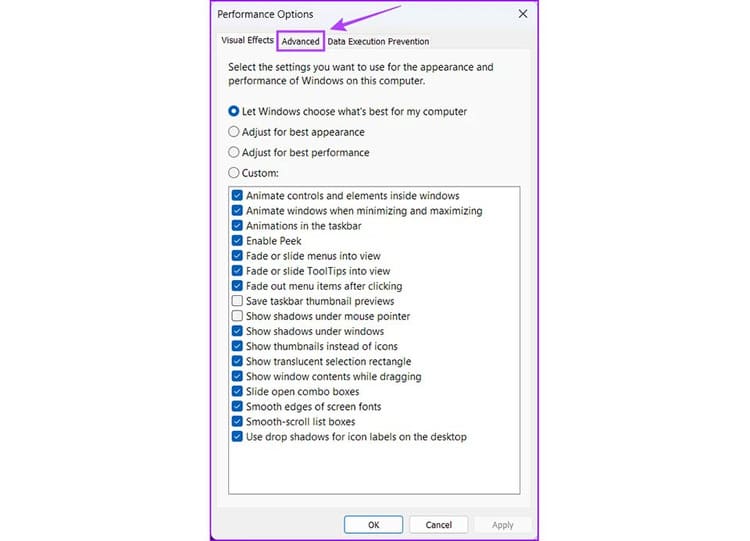 Performance Options
Visual Effects Advanced Data Execution Prevention
Select the settings you want to use for the appearance and
performance of Windows on this computer.
Let Windows choose what's best for my computer
Adjust for best appearance
Adjust for best performance
Custom:
Animate controls and elements inside windows
Animate windows when minimizing and maximizing
Animations in the taskbar
Enable Peek
Fade or slide menus into view
Fade or slide ToolTips into view
Fade out menu items after clicking
Save taskbar thumbnail previews
Show shadows under mouse pointer
Show shadows under windows
Show thumbnails instead of icons
Show translucent selection rectangle
Show window contents while dragging
Slide open combo boxes
Smooth edges of screen fonts
Smooth-scroll list boxes
Use drop shadows for icon labels on the desktop
OK Cancel Apply